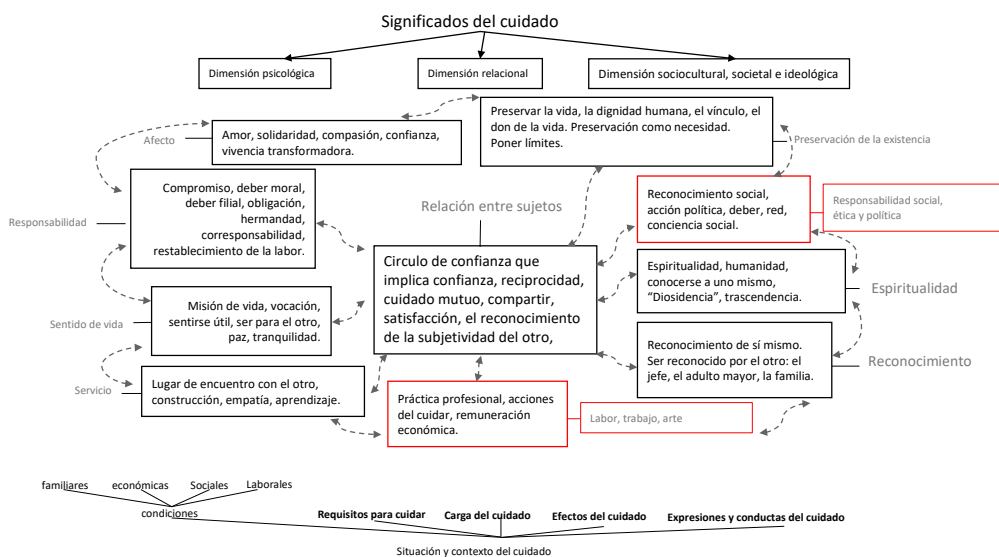 Significados del cuidado
Dimensión psicológica
Dimensión relacional
Dimensión sociocultural, societal e ideológica
Afecto
Amor, solidaridad, compasión, confianza,
vivencia transformadora.
Preservar la vida, la dignidad humana, el vínculo, el
don de la vida. Preservación como necesidad.
Poner límites.
Preservación de la existencia
Responsabilidad
Compromiso, deber moral,
deber filial, obligación,
hermandad,
corresponsabilidad,
restablecimiento de la labor.
Relación entre sujetos
Circulo de confianza que
implica confianza, reciprocidad,
cuidado mutuo, compartir,
satisfacción, el reconocimiento
de la subjetividad del otro,
Reconocimiento social,
acción política, deber, red,
conciencia social.
Responsabilidad social,
ética y política
Espiritualidad, humanidad,
conocerse a uno mismo,
“Diosidencia”, trascendencia.
Espiritualidad
Sentido de vida
Misión de vida, vocación,
sentirse útil, ser para el otro,
paz, tranquilidad.
Reconocimiento de sí mismo.
Ser reconocido por el otro: el
jefe, el adulto mayor, la familia.
Reconocimiento
Servicio
Lugar de encuentro con el otro,
construcción, empatía, aprendizaje.
Práctica profesional, acciones
del cuidar, remuneración
económica.
Labor, trabajo, arte
familiares
económicas
Sociales
Laborales
condiciones
Requisitos para cuidar
Carga del cuidado
Efectos del cuidado
Expresiones y conductas del cuidado
Situación y contexto del cuidado